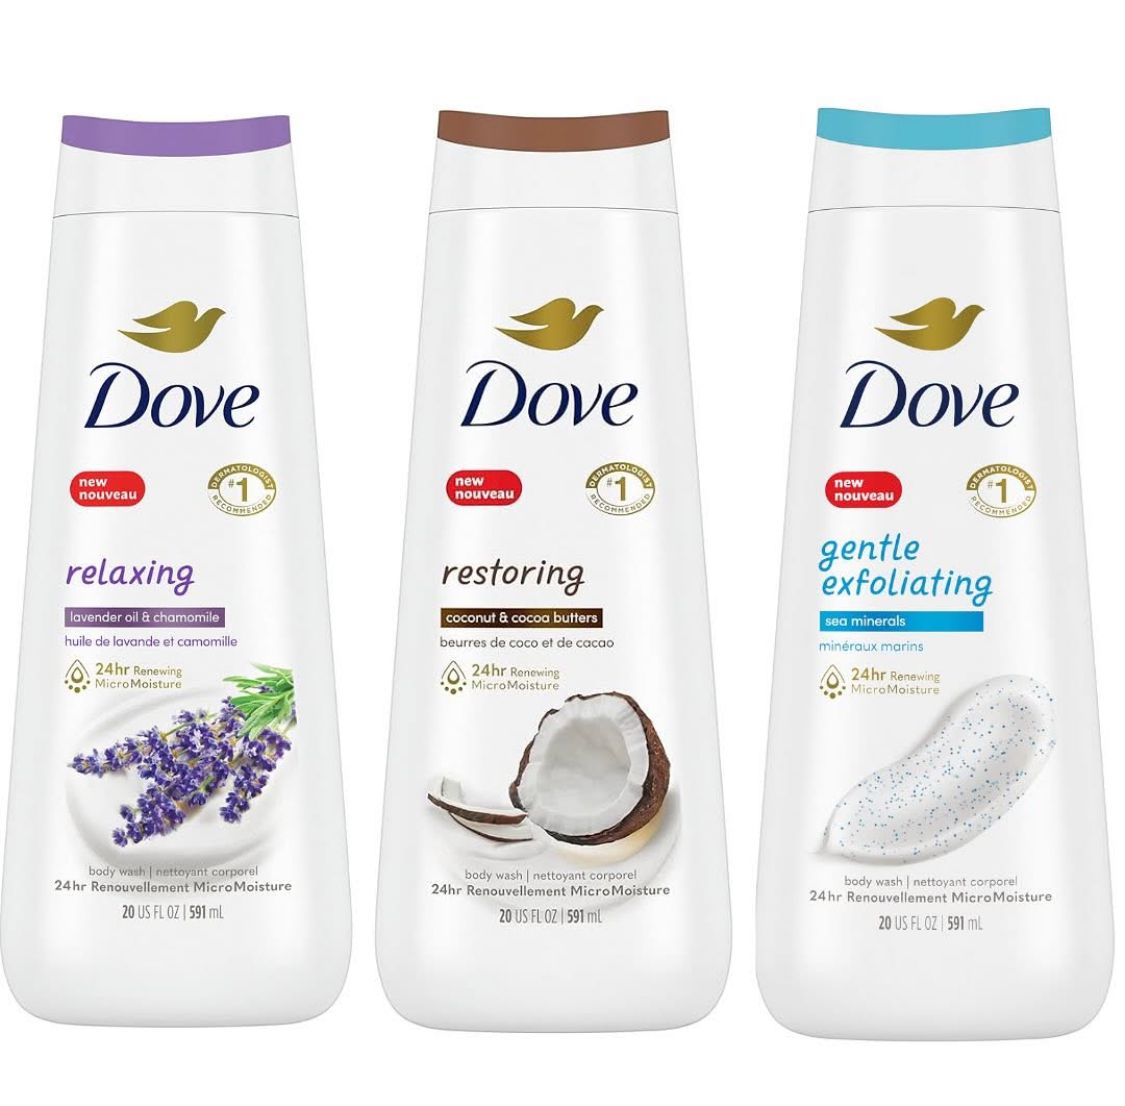 Dove
new
nouveau
DERMATOLOGIST
#1
RECOMMENDED
relaxing
lavender oil & chamomile
huile de lavande et camomille
24hr Renewing
MicroMoisture
body wash | nettoyant corporel
24hr Renouvellement MicroMoisture
20 US FL OZ | 591 mL
Dove
new
nouveau
DERMATOLOGIST
#1
RECOMMENDED
restoring
coconut & cocoa butters
beurres de coco et de cacao
24hr Renewing
MicroMoisture
body wash | nettoyant corporel
24hr Renouvellement MicroMoisture
20 US FL OZ | 591 mL
Dove
new
nouveau
DERMATOLOGIST
#1
RECOMMENDED
gentle
exfoliating
sea minerals
minéraux marins
24hr Renewing
MicroMoisture
body wash | nettoyant corporel
24hr Renouvellement MicroMoisture
20 US FL OZ | 591 mL